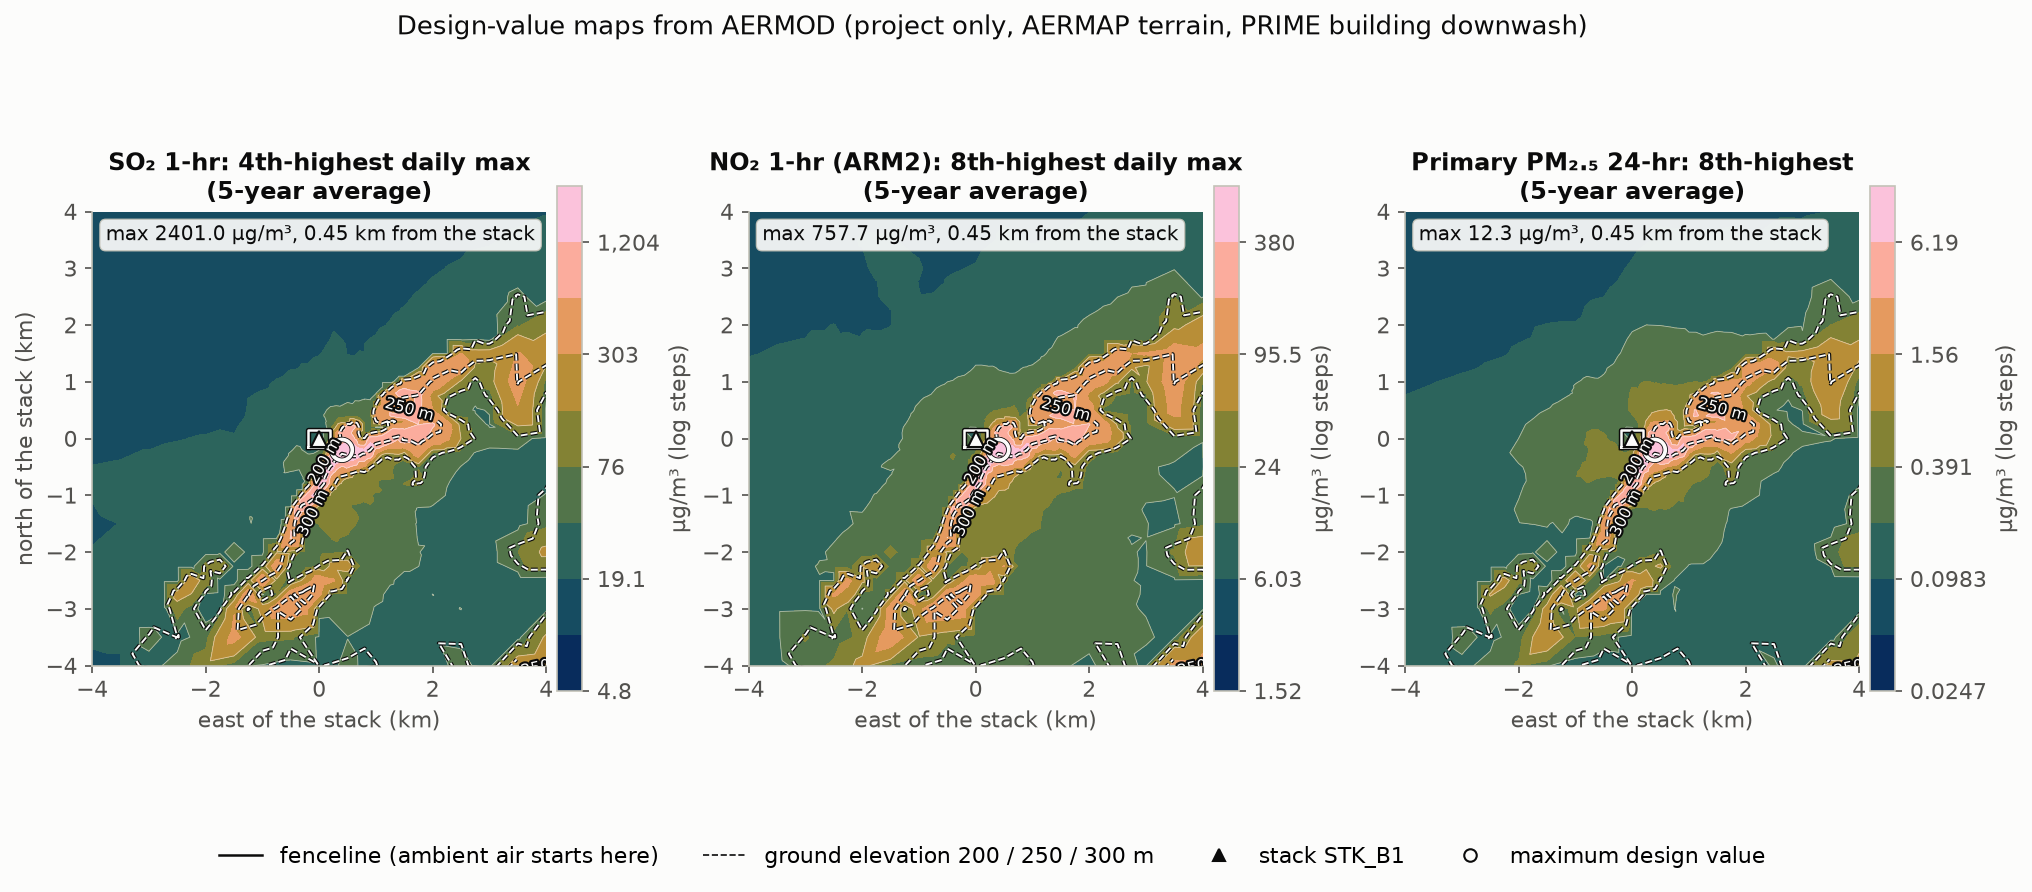 Design-value maps from AERMOD (project only, AERMAP terrain, PRIME building downwash)
SO₂ 1-hr: 4th-highest daily max
(5-year average)
max 2401.0 µg/m³, 0.45 km from the stack
4
3
2
1
0
−1
−2
−3
−4
north of the stack (km)
−4
−2
0
2
4
east of the stack (km)
250 m
200 m
300 m
1,204
303
76
19.1
4.8
µg/m³ (log steps)
NO₂ 1-hr (ARM2): 8th-highest daily max
(5-year average)
max 757.7 µg/m³, 0.45 km from the stack
4
3
2
1
0
−1
−2
−3
−4
−4
−2
0
2
4
east of the stack (km)
250 m
200 m
300 m
380
95.5
24
6.03
1.52
µg/m³ (log steps)
Primary PM₂.₅ 24-hr: 8th-highest
(5-year average)
max 12.3 µg/m³, 0.45 km from the stack
4
3
2
1
0
−1
−2
−3
−4
−4
−2
0
2
4
east of the stack (km)
250 m
200 m
300 m
6.19
1.56
0.391
0.0983
0.0247
µg/m³ (log steps)
fenceline (ambient air starts here)
ground elevation 200 / 250 / 300 m
stack STK_B1
maximum design value